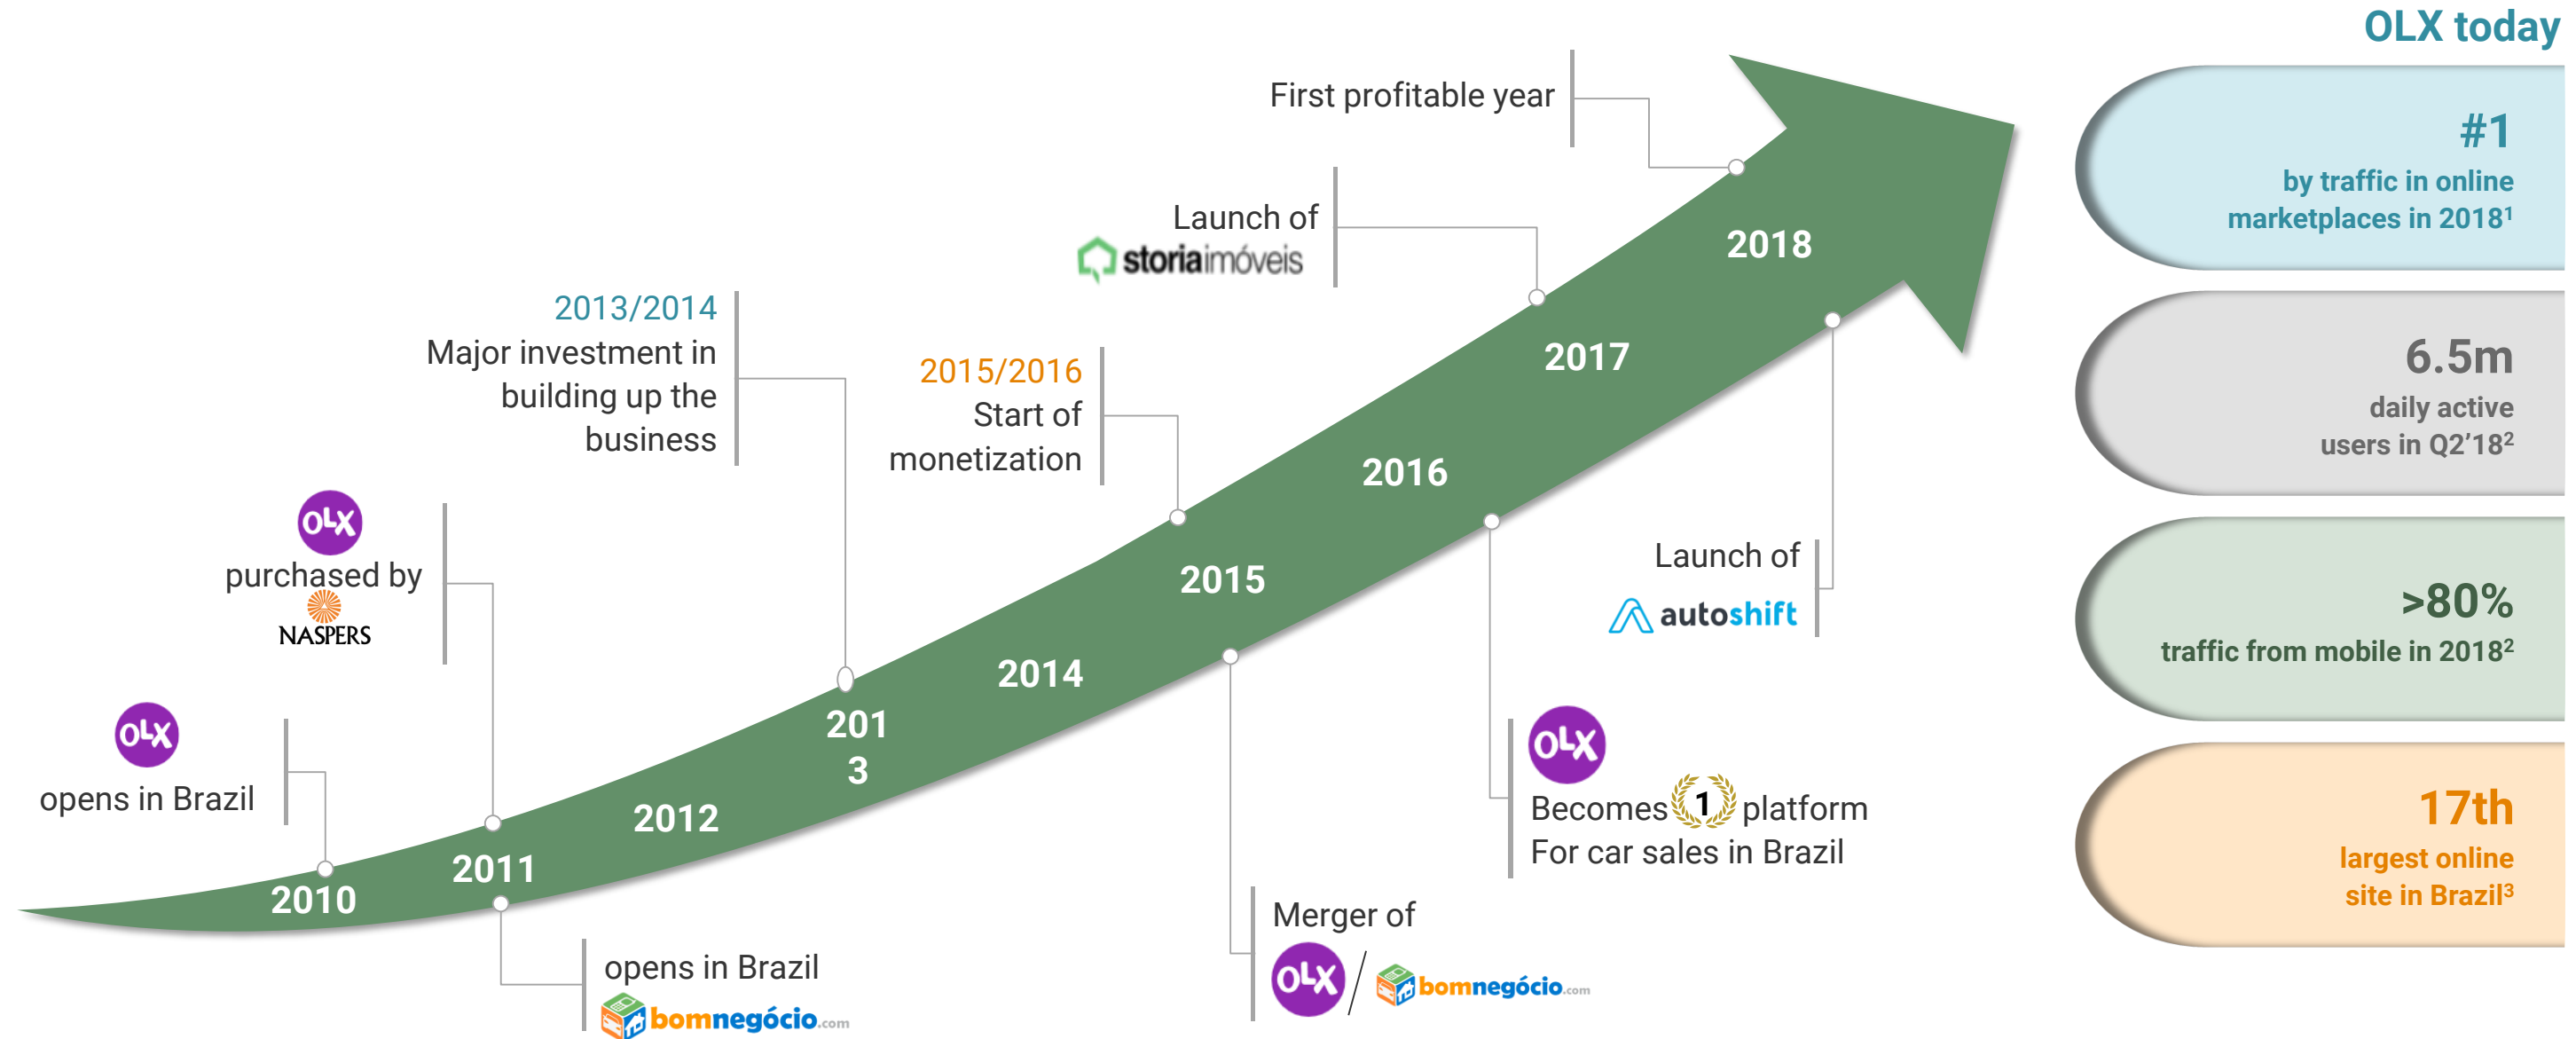 OLX today
#1
by traffic in online
marketplaces in 2018¹
6.5m
daily active
users in Q2’18²
>80%
traffic from mobile in 2018²
17th
largest online
site in Brazil³
First profitable year
Launch of
storiaimóveis
2013/2014
Major investment in
building up the
business
2015/2016
Start of
monetization
OLX
purchased by
NASPERS
OLX
opens in Brazil
2010
2011
2012
201
3
2014
2015
2016
2017
2018
opens in Brazil
bomnegócio.com
Merger of
OLX / bomnegócio.com
OLX
Becomes 1 platform
For car sales in Brazil
Launch of
autoshift